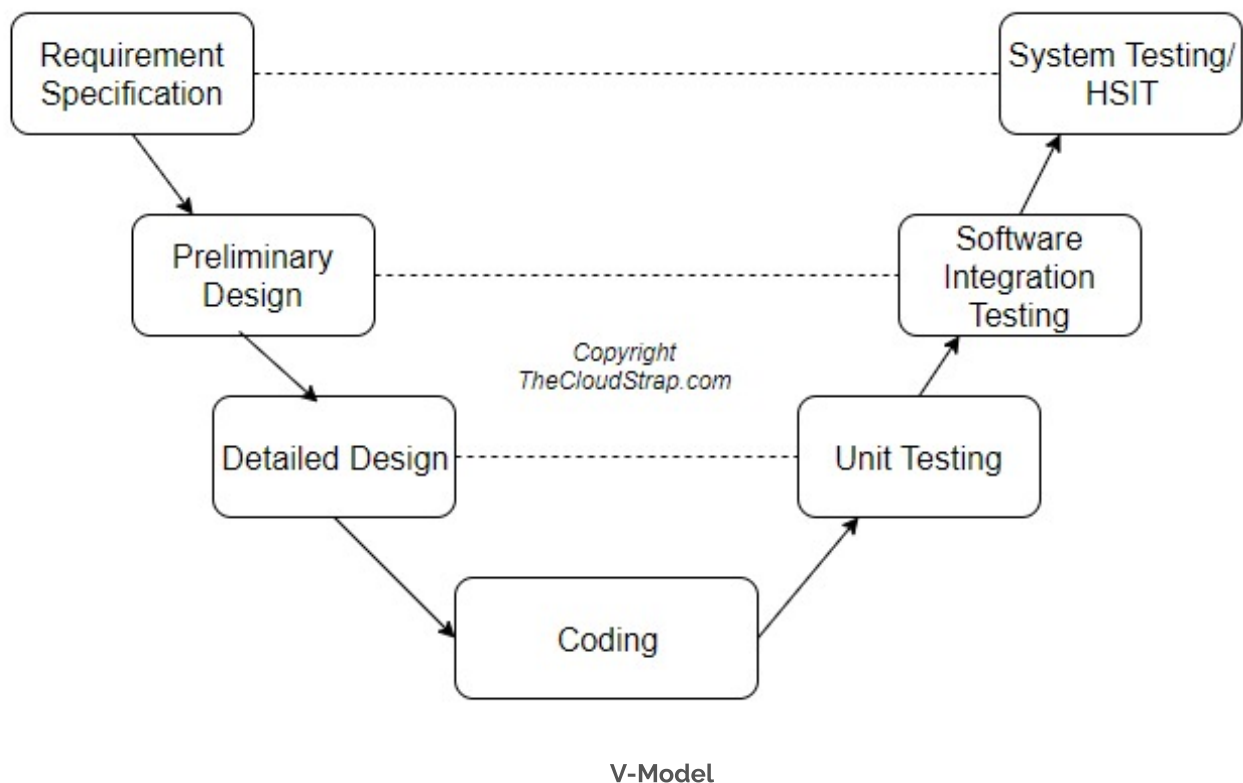 Requirement
Specification
System Testing/
HSIT
Preliminary
Design
Software
Integration
Testing
Copyright
TheCloudStrap.com
Detailed Design
Unit Testing
Coding
V-Model